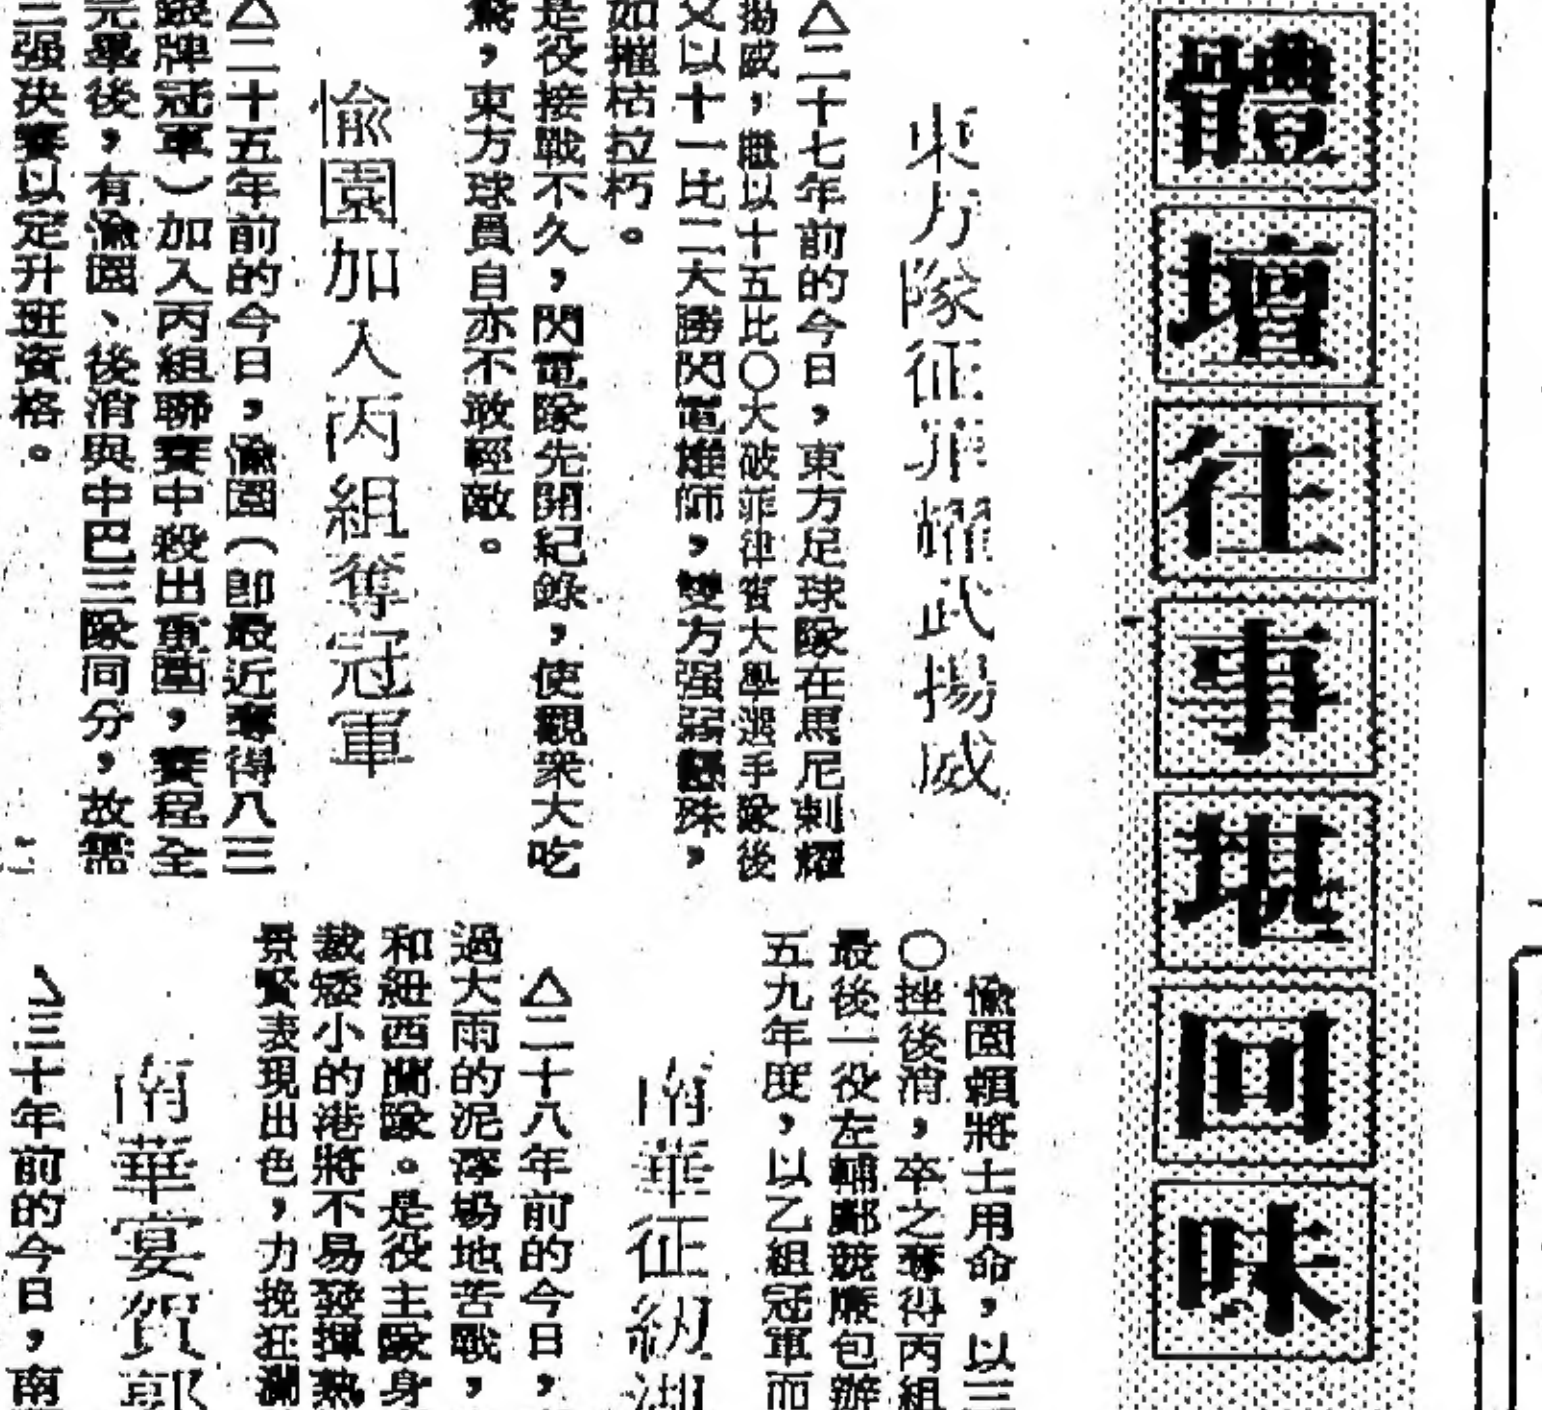 體壇往事堪回味
東方隊征菲耀武揚威
△二十七年前的今日，東方足球隊在馬尼剌耀
揚威，繼以十五比〇大破菲律賓大學選手隊後
又以十一比二大勝閃電雄師，雙方强弱懸殊，
如摧枯拉朽。
是役接戰不久，閃電隊先開紀錄，使觀衆大吃
驚，東方球員自亦不敢輕敵。
愉園加入丙組奪冠軍
△二十五年前的今日，愉園（即最近奪得八三
銀牌冠軍）加入丙組聯賽中殺出重圍，賽程全
完畢後，有愉園、後消與中巴三隊同分，故需
三强決賽以定升班資格。
愉園賴將士用命，以三
〇挫後消，卒之奪得丙組
最後一役左輔鄺競廉包辦
五九年度，以乙組冠軍而
南華征紐湖
△二十八年前的今日，
過大雨的泥濘場地苦戰，
和紐西蘭隊。是役主隊身
裁矮小的港將不易發揮熟
景賢表現出色，力挽狂瀾
南華宴賀郭
△三十年前的今日，南